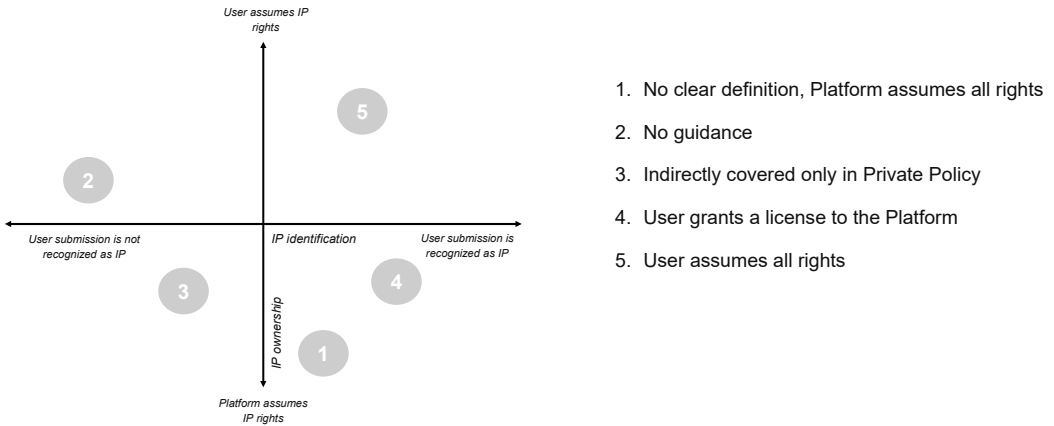 User assumes IP
rights
5
2
User submission is not
recognized as IP
IP identification
User submission is
recognized as IP
3
4
IP ownership
1
Platform assumes
IP rights
1. No clear definition, Platform assumes all rights
2. No guidance
3. Indirectly covered only in Private Policy
4. User grants a license to the Platform
5. User assumes all rights